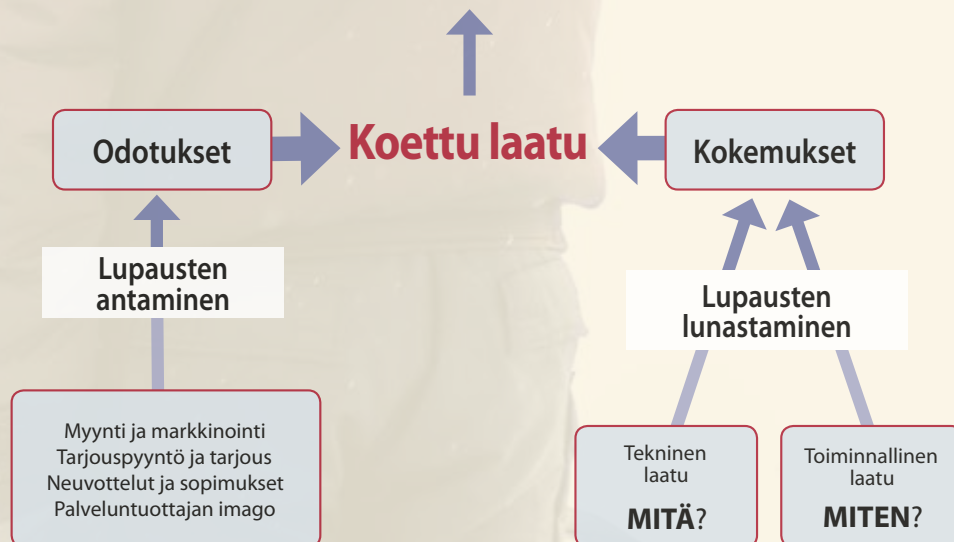 Odotukset
Koettu laatu
Kokemukset
Lupausten
antaminen
Lupausten
lunastaminen
Myynti ja markkinointi
Tarjouspyyntö ja tarjous
Neuvottelut ja sopimukset
Palveluntuottajan imago
Tekninen
laatu
MITÄ?
Toiminnallinen
laatu
MITEN?